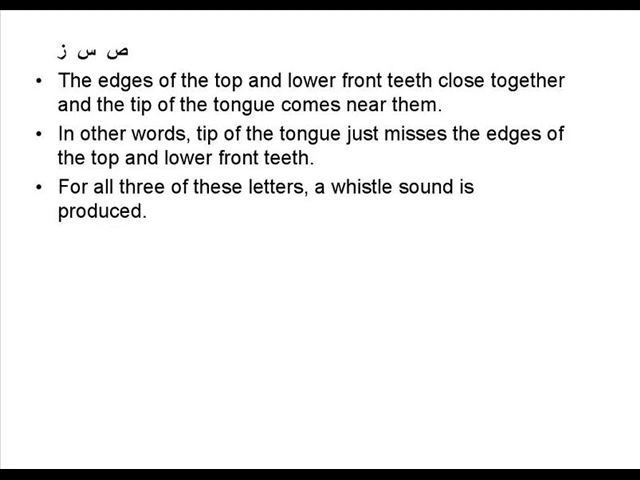 ص س ز
• The edges of the top and lower front teeth close together
and the tip of the tongue comes near them.
• In other words, tip of the tongue just misses the edges of
the top and lower front teeth.
• For all three of these letters, a whistle sound is
produced.